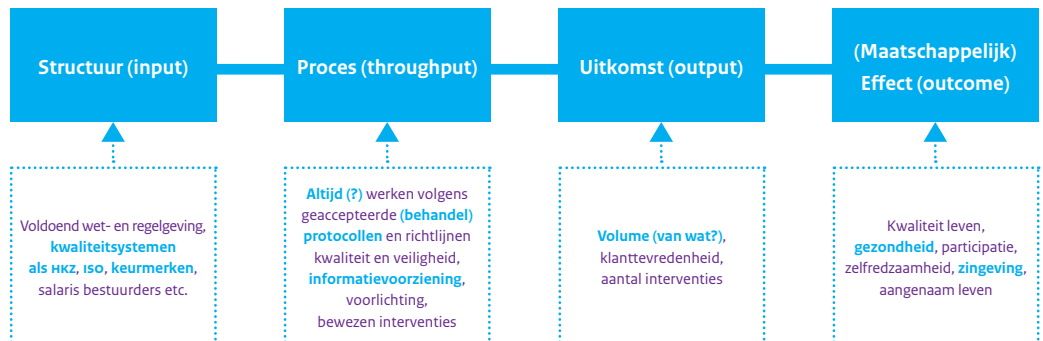 Structuur (input)
Proces (throughput)
Uitkomst (output)
(Maatschappelijk)
Effect (outcome)
Voldoend wet- en regelgeving,
kwaliteitsystemen
als HKZ, ISO, keurmerken,
salaris bestuurders etc.
Altijd (?) werken volgens
geaccepteerde (behandel)
protocollen en richtlijnen
kwaliteit en veiligheid,
informatievoorziening,
voorlichting,
bewezen interventies
Volume (van wat?),
klanttevredenheid,
aantal interventies
Kwaliteit leven,
gezondheid, participatie,
zelfredzaamheid, zingeving,
aangenaam leven